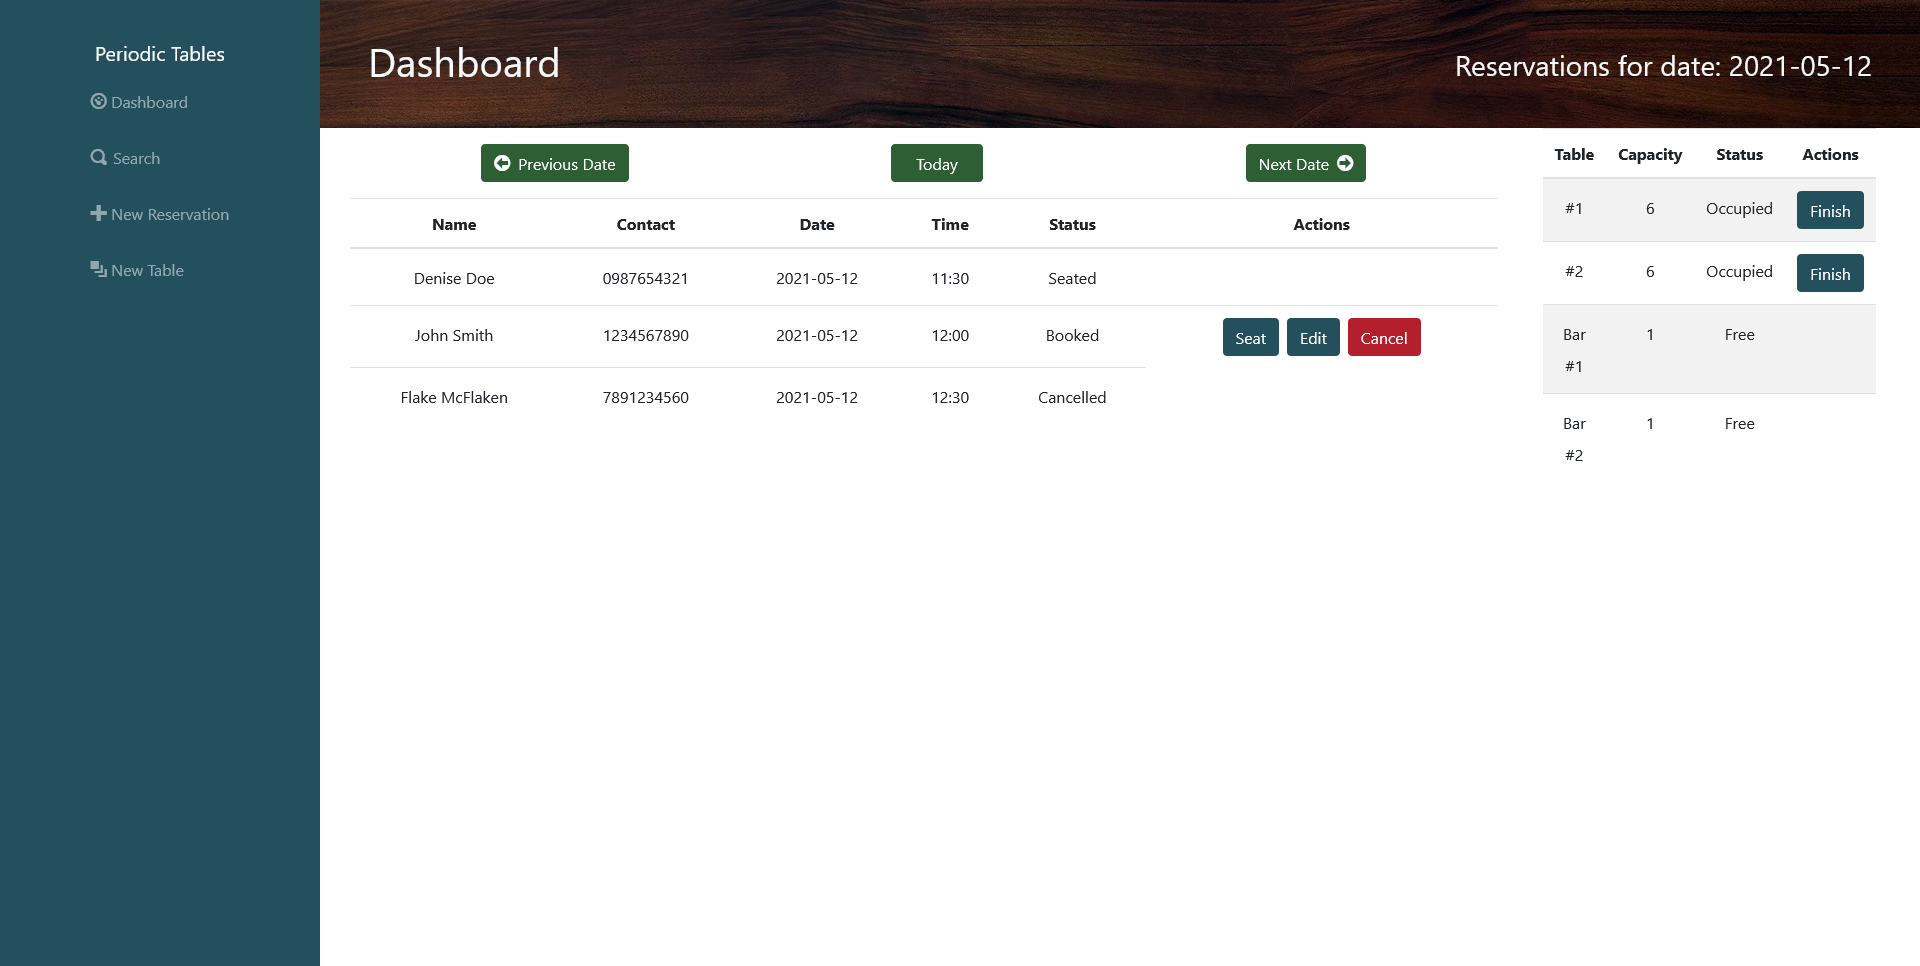 Periodic Tables
Dashboard
Search
New Reservation
New Table
Dashboard
Reservations for date: 2021-05-12
Previous Date
Today
Next Date
Name Contact Date Time Status Actions
Denise Doe 0987654321 2021-05-12 11:30 Seated
John Smith 1234567890 2021-05-12 12:00 Booked Seat Edit Cancel
Flake McFlaken 7891234560 2021-05-12 12:30 Cancelled
Table Capacity Status Actions
#1 6 Occupied Finish
#2 6 Occupied Finish
Bar 1 Free
#1
Bar 1 Free
#2